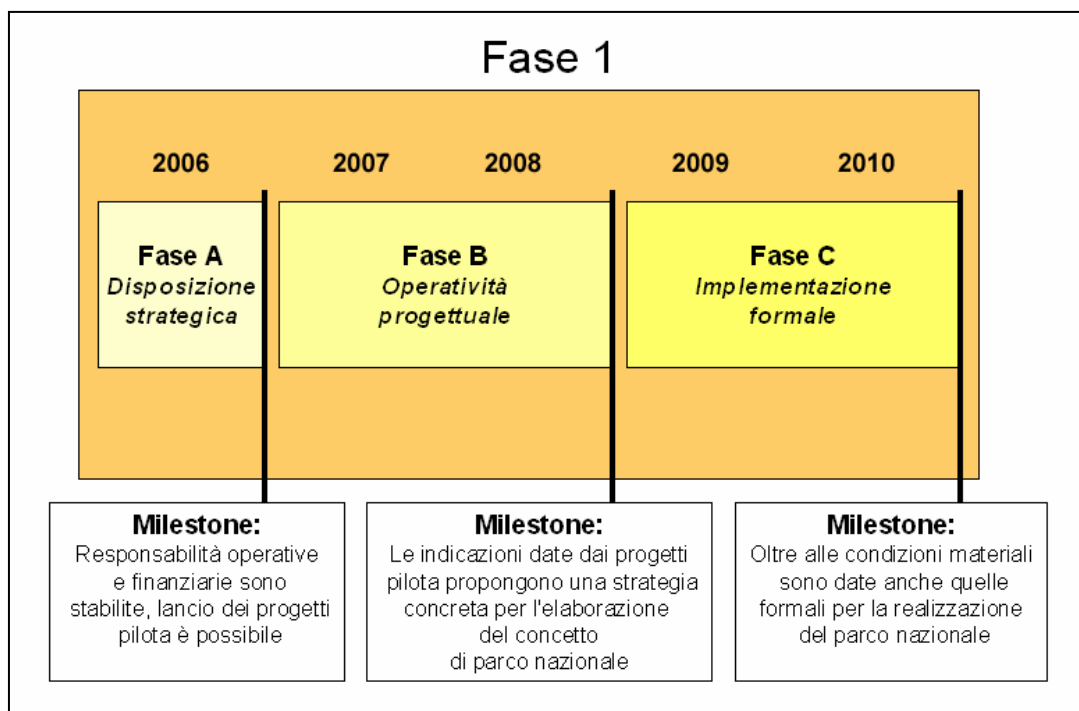 Fase 1
2006
2007
2008
2009
2010
Fase A
Disposizione
strategica
Fase B
Operatività
progettuale
Fase C
Implementazione
formale
Milestone:
Responsabilità operative
e finanziarie sono
stabilite, lancio dei progetti
pilota è possibile
Milestone:
Le indicazioni date dai progetti
pilota propongono una strategia
concreta per l'elaborazione
del concetto
di parco nazionale
Milestone:
Oltre alle condizioni materiali
sono date anche quelle
formali per la realizzazione
del parco nazionale